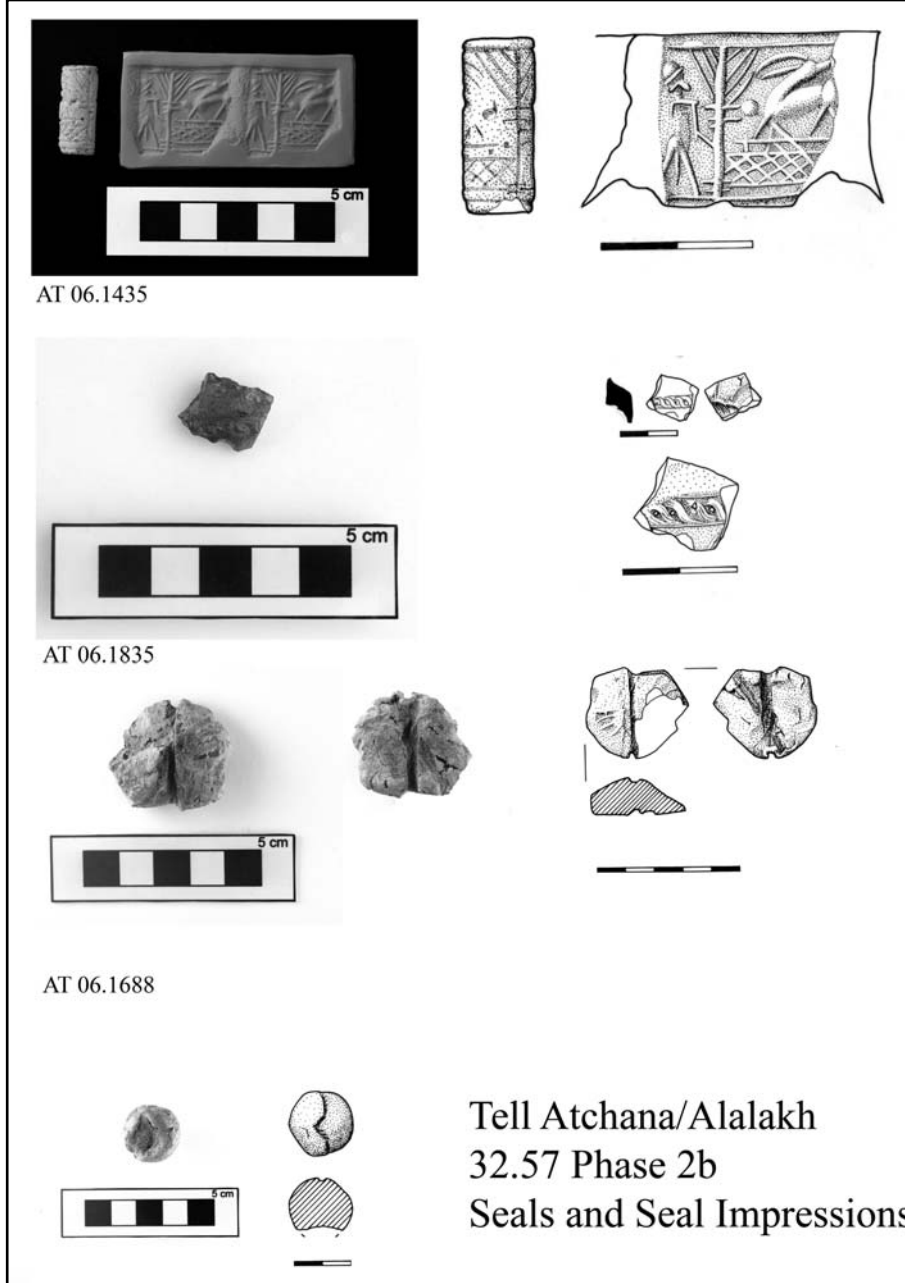 5 cm
AT 06.1435
5 cm
AT 06.1835
5 cm
AT 06.1688
5 cm
Tell Atchana/Alalakh
32.57 Phase 2b
Seals and Seal Impressions